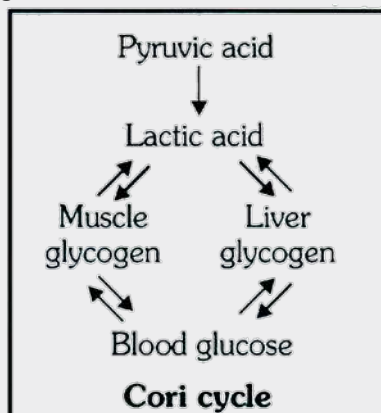 Pyruvic acid
Lactic acid
Muscle glycogen
Liver glycogen
Blood glucose
Cori cycle